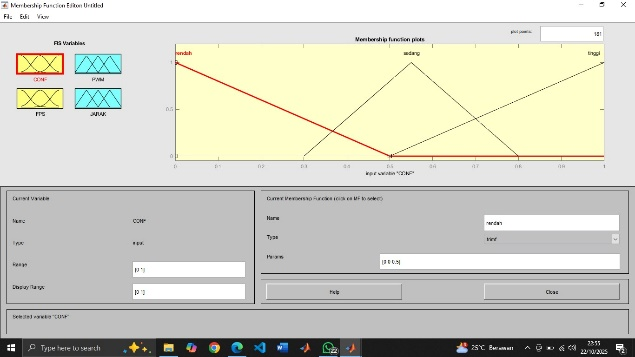 Membership Function Editor: Untitled
File Edit View
FIS Variables
CONF
PWM
FPS
JARAK
Membership function plots
plot points:
181
rendah
sedang
tinggi
1
0.5
0
0 0.1 0.2 0.3 0.4 0.5 0.6 0.7 0.8 0.9 1
input variable "CONF"
Current Variable
Name CONF
Type input
Range [0 1]
Display Range [0 1]
Current Membership Function (click on MF to select)
Name rendah
Type trimf
Params [0 0 0.5]
Help Close
Selected variable "CONF"
Type here to search
22
25°C Berawan
22:55
22/10/2025